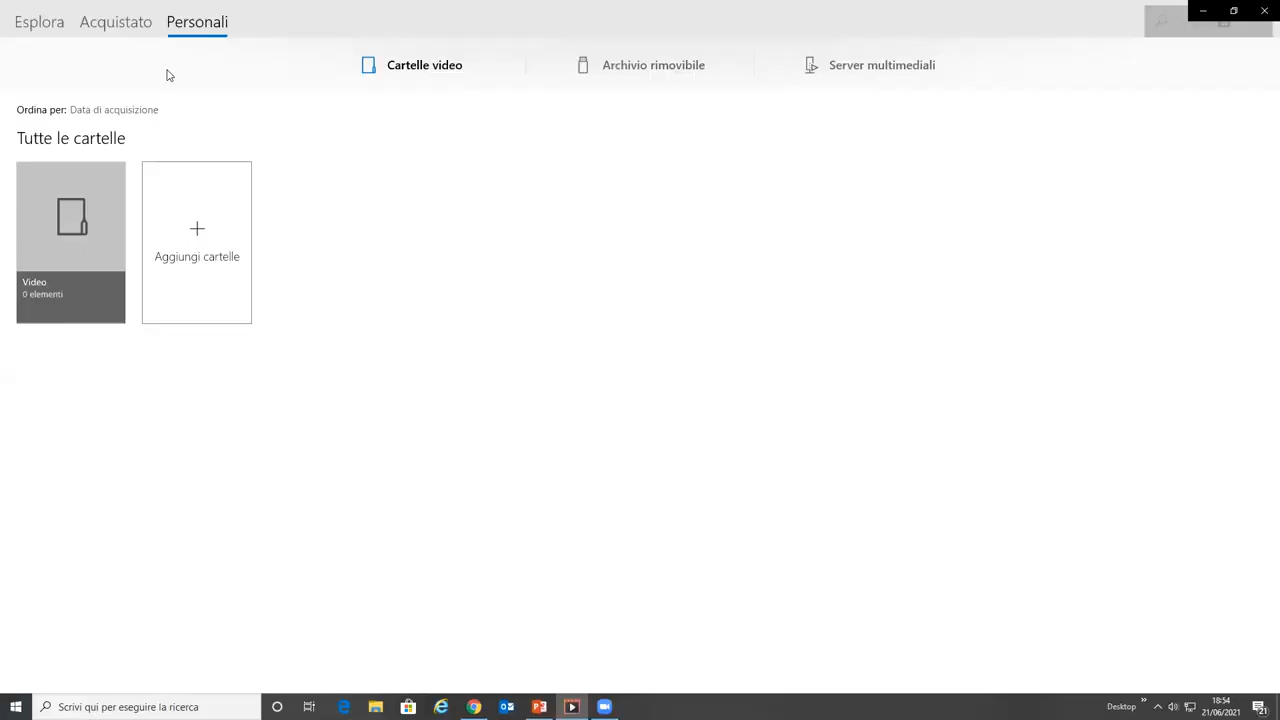 Esplora Acquistato Personali
Cartelle video Archivio rimovibile Server multimediali
Ordina per: Data di acquisizione
Tutte le cartelle
Video
0 elementi
Aggiungi cartelle
Scrivi qui per eseguire la ricerca
Desktop
18:54
21/06/2021
21